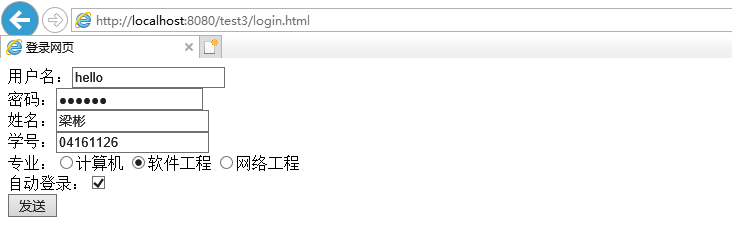 http://localhost:8080/test3/login.html
登录网页
用户名：hello
密码：●●●●●●
姓名：梁彬
学号：04161126
专业：计算机 软件工程 网络工程
自动登录：
发送